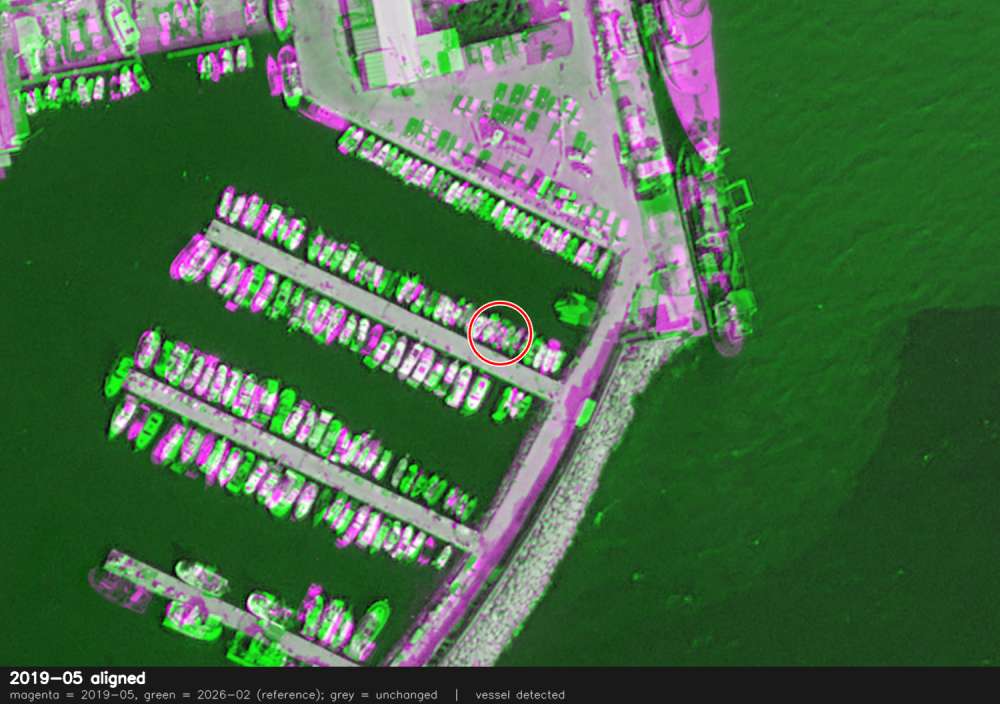 2019-05 aligned
magenta = 2019-05, green = 2026-02 (reference); grey = unchanged | vessel detected